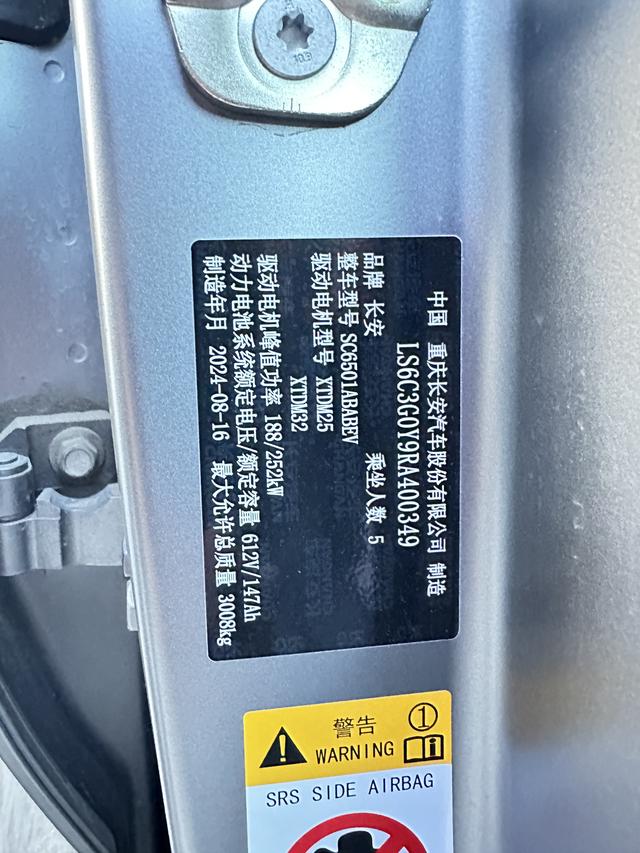 中国 重庆长安汽车股份有限公司 制造
LS6C3G0Y9RA400349
品牌 长安 乘坐人数 5
整车型号 SC6501ABABEV
驱动电机型号 XTDM25
XTDM32
驱动电机峰值功率 188/252kW
动力电池系统额定电压/额定容量 612V/147Ah
制造年月 2024-08-16 最大允许总质量 3008kg
警告 ①
WARNING
SRS SIDE AIRBAG
10.9